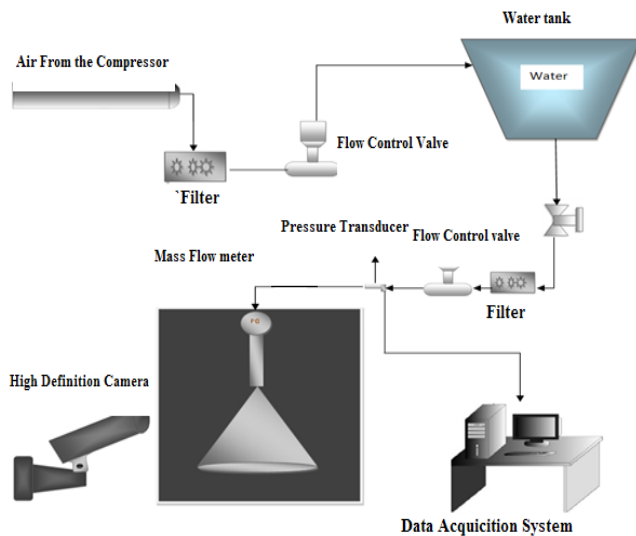 Water tank
Air From the Compressor
Water
Flow Control Valve
`Filter
Pressure Transducer
Flow Control valve
Mass Flow meter
Filter
High Definition Camera
Data Acquicition System